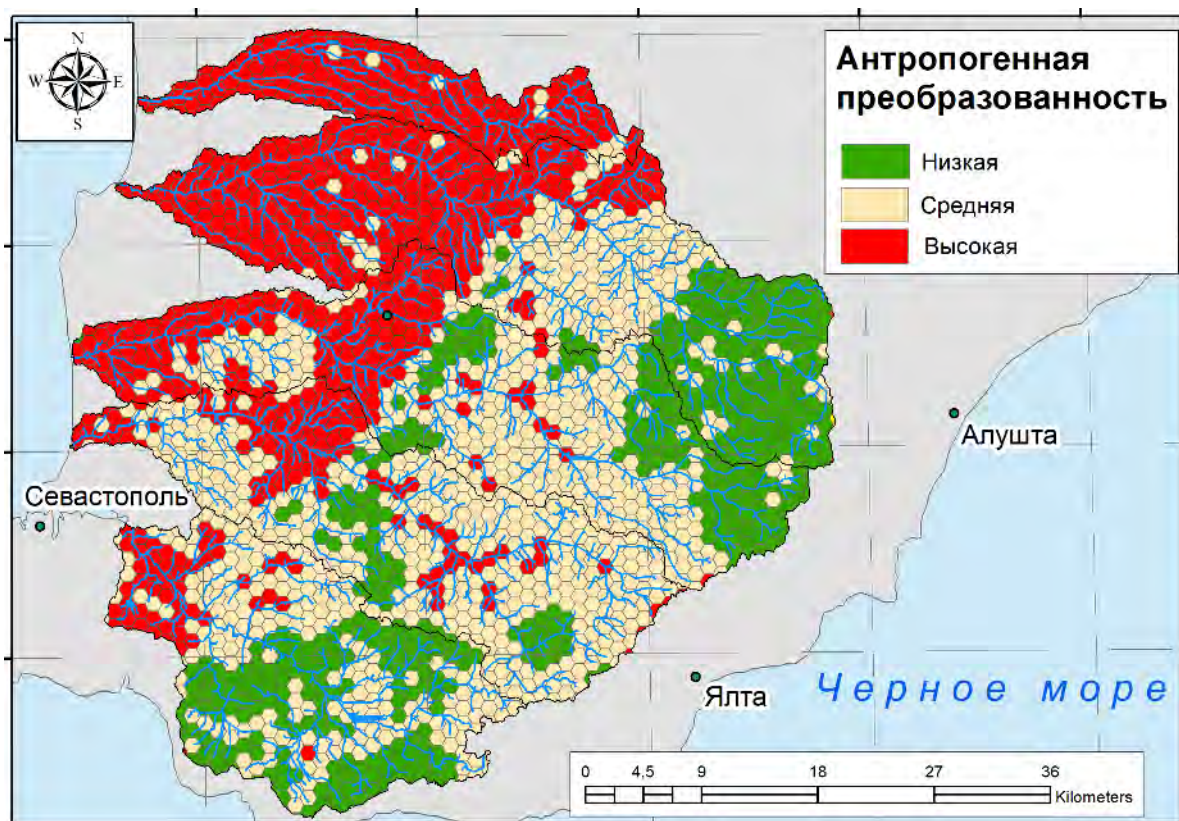 N
W E
S
Антропогенная
преобразованность
Низкая
Средняя
Высокая
Алушта
Севастополь
Ялта
Черное море
0 4,5 9 18 27 36
Kilometers